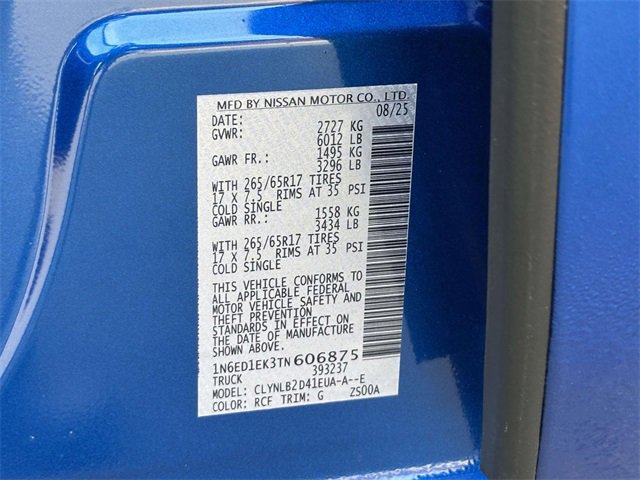 MFD BY NISSAN MOTOR CO., LTD.
DATE: 08/25
GVWR: 2727 KG
6012 LB
GAWR FR.: 1495 KG
3296 LB
WITH 265/65R17 TIRES
17 X 7.5 RIMS AT 35 PSI
COLD SINGLE
GAWR RR.: 1558 KG
3434 LB
WITH 265/65R17 TIRES
17 X 7.5 RIMS AT 35 PSI
COLD SINGLE
THIS VEHICLE CONFORMS TO
ALL APPLICABLE FEDERAL
MOTOR VEHICLE SAFETY AND
THEFT PREVENTION
STANDARDS IN EFFECT ON
THE DATE OF MANUFACTURE
SHOWN ABOVE.
1N6ED1EK3TN606875
TRUCK 393237
MODEL: CLYNLB2D41EUA-A--E
COLOR: RCF TRIM: G ZS00A